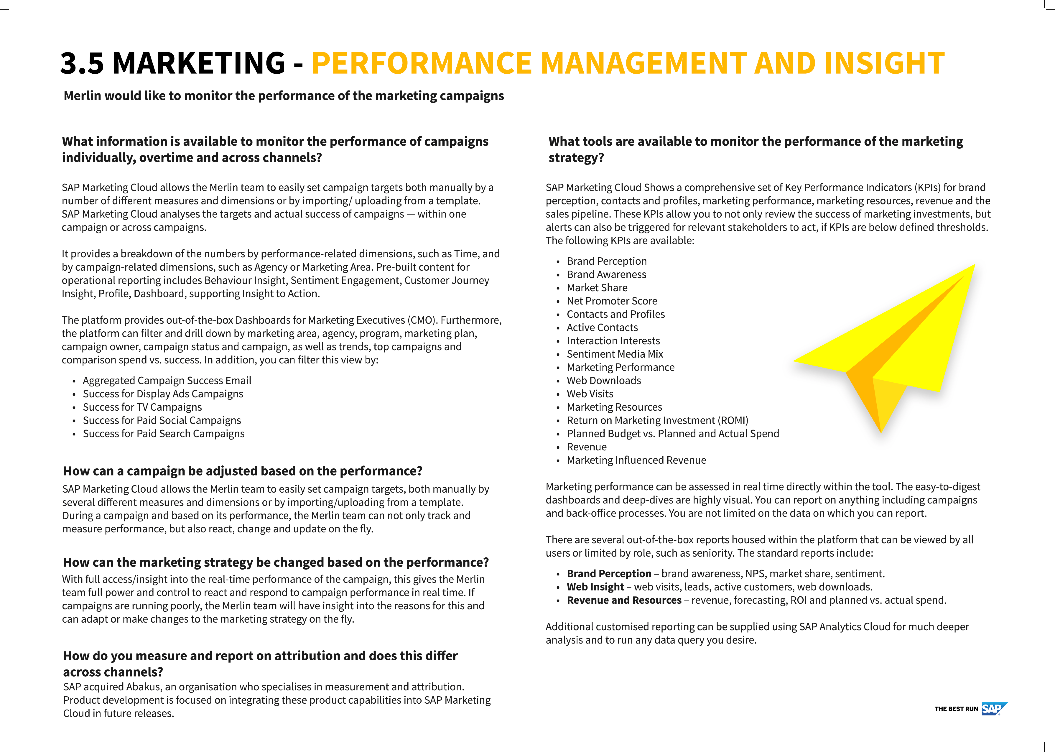 3.5 MARKETING - PERFORMANCE MANAGEMENT AND INSIGHT
Merlin would like to monitor the performance of the marketing campaigns
What information is available to monitor the performance of campaigns
individually, overtime and across channels?
SAP Marketing Cloud allows the Merlin team to easily set campaign targets both manually by a
number of different measures and dimensions or by importing/ uploading from a template.
SAP Marketing Cloud analyses the targets and actual success of campaigns — within one
campaign or across campaigns.
It provides a breakdown of the numbers by performance-related dimensions, such as Time, and
by campaign-related dimensions, such as Agency or Marketing Area. Pre-built content for
operational reporting includes Behaviour Insight, Sentiment Engagement, Customer Journey
Insight, Profile, Dashboard, supporting Insight to Action.
The platform provides out-of-the-box Dashboards for Marketing Executives (CMO). Furthermore,
the platform can filter and drill down by marketing area, agency, program, marketing plan,
campaign owner, campaign status and campaign, as well as trends, top campaigns and
comparison spend vs. success. In addition, you can filter this view by:
• Aggregated Campaign Success Email
• Success for Display Ads Campaigns
• Success for TV Campaigns
• Success for Paid Social Campaigns
• Success for Paid Search Campaigns
How can a campaign be adjusted based on the performance?
SAP Marketing Cloud allows the Merlin team to easily set campaign targets, both manually by
several different measures and dimensions or by importing/uploading from a template.
During a campaign and based on its performance, the Merlin team can not only track and
measure performance, but also react, change and update on the fly.
How can the marketing strategy be changed based on the performance?
With full access/insight into the real-time performance of the campaign, this gives the Merlin
team full power and control to react and respond to campaign performance in real time. If
campaigns are running poorly, the Merlin team will have insight into the reasons for this and
can adapt or make changes to the marketing strategy on the fly.
How do you measure and report on attribution and does this differ
across channels?
SAP acquired Abakus, an organisation who specialises in measurement and attribution.
Product development is focused on integrating these product capabilities into SAP Marketing
Cloud in future releases.
What tools are available to monitor the performance of the marketing
strategy?
SAP Marketing Cloud Shows a comprehensive set of Key Performance Indicators (KPIs) for brand
perception, contacts and profiles, marketing performance, marketing resources, revenue and the
sales pipeline. These KPIs allow you to not only review the success of marketing investments, but
alerts can also be triggered for relevant stakeholders to act, if KPIs are below defined thresholds.
The following KPIs are available:
• Brand Perception
• Brand Awareness
• Market Share
• Net Promoter Score
• Contacts and Profiles
• Active Contacts
• Interaction Interests
• Sentiment Media Mix
• Marketing Performance
• Web Downloads
• Web Visits
• Marketing Resources
• Return on Marketing Investment (ROMI)
• Planned Budget vs. Planned and Actual Spend
• Revenue
• Marketing Influenced Revenue
Marketing performance can be assessed in real time directly within the tool. The easy-to-digest
dashboards and deep-dives are highly visual. You can report on anything including campaigns
and back-office processes. You are not limited on the data on which you can report.
There are several out-of-the-box reports housed within the platform that can be viewed by all
users or limited by role, such as seniority. The standard reports include:
• Brand Perception – brand awareness, NPS, market share, sentiment.
• Web Insight – web visits, leads, active customers, web downloads.
• Revenue and Resources – revenue, forecasting, ROI and planned vs. actual spend.
Additional customised reporting can be supplied using SAP Analytics Cloud for much deeper
analysis and to run any data query you desire.
THE BEST RUN SAP